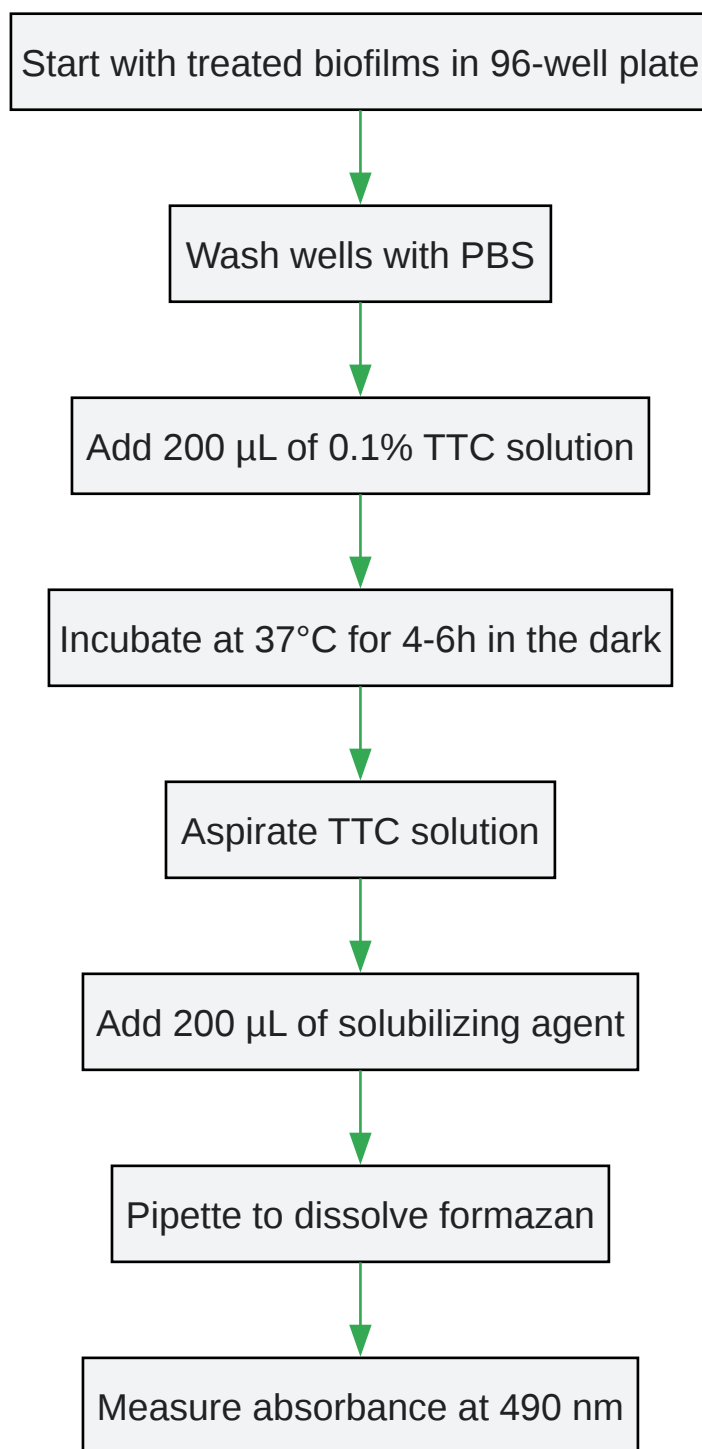 Start with treated biofilms in 96-well plate
Wash wells with PBS
Add 200 µL of 0.1% TTC solution
Incubate at 37°C for 4-6h in the dark
Aspirate TTC solution
Add 200 µL of solubilizing agent
Pipette to dissolve formazan
Measure absorbance at 490 nm